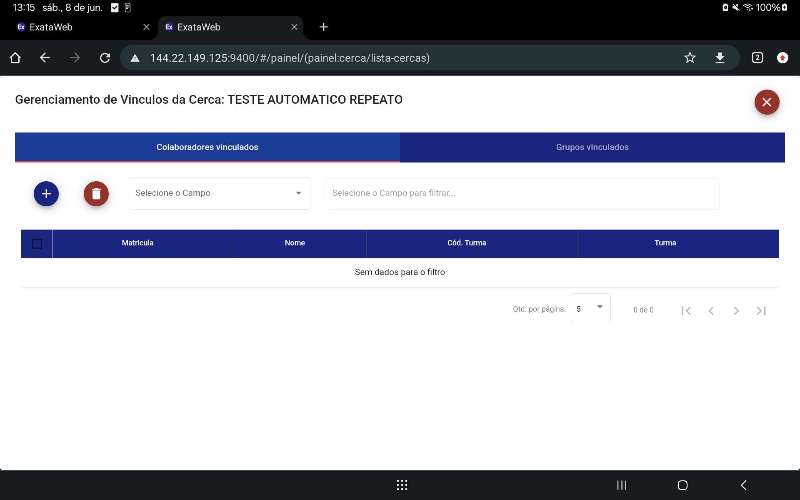 13:15 sáb., 8 de jun. 100%
ExataWeb
ExataWeb
144.22.149.125:9400/#/painel/(painel:cerca/lista-cercas)
2
Gerenciamento de Vinculos da Cerca: TESTE AUTOMATICO REPEATO
Colaboradores vinculados Grupos vinculados
Selecione o Campo Selecione o Campo para filtrar...
Matrícula Nome Cód. Turma Turma
Sem dados para o filtro
Qtd. por página: 5 0 de 0